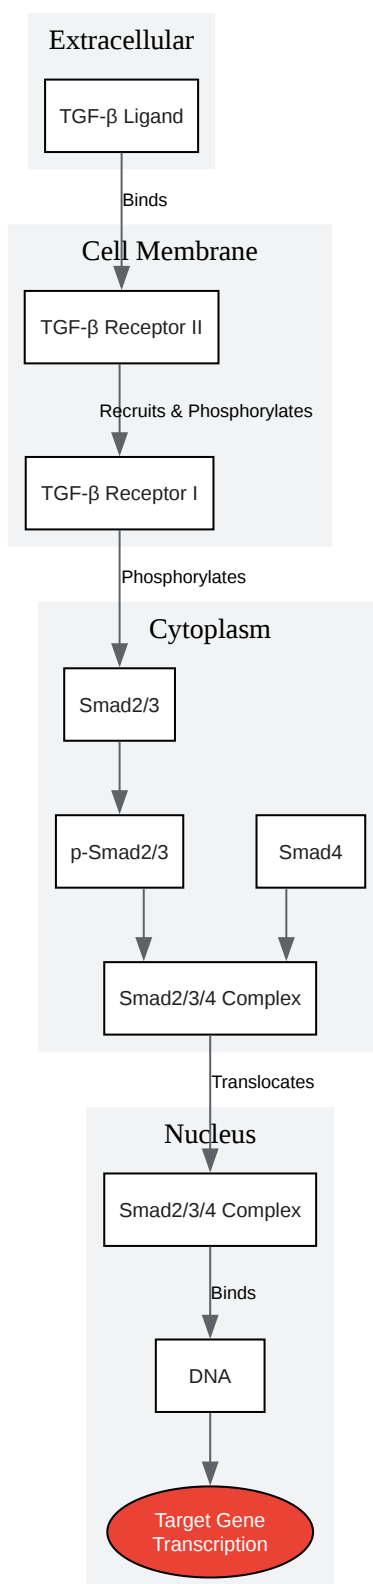 Extracellular
TGF-β Ligand
Binds
Cell Membrane
TGF-β Receptor II
Recruits & Phosphorylates
TGF-β Receptor I
Phosphorylates
Cytoplasm
Smad2/3
p-Smad2/3
Smad4
Smad2/3/4 Complex
Translocates
Nucleus
Smad2/3/4 Complex
Binds
DNA
Target Gene
Transcription